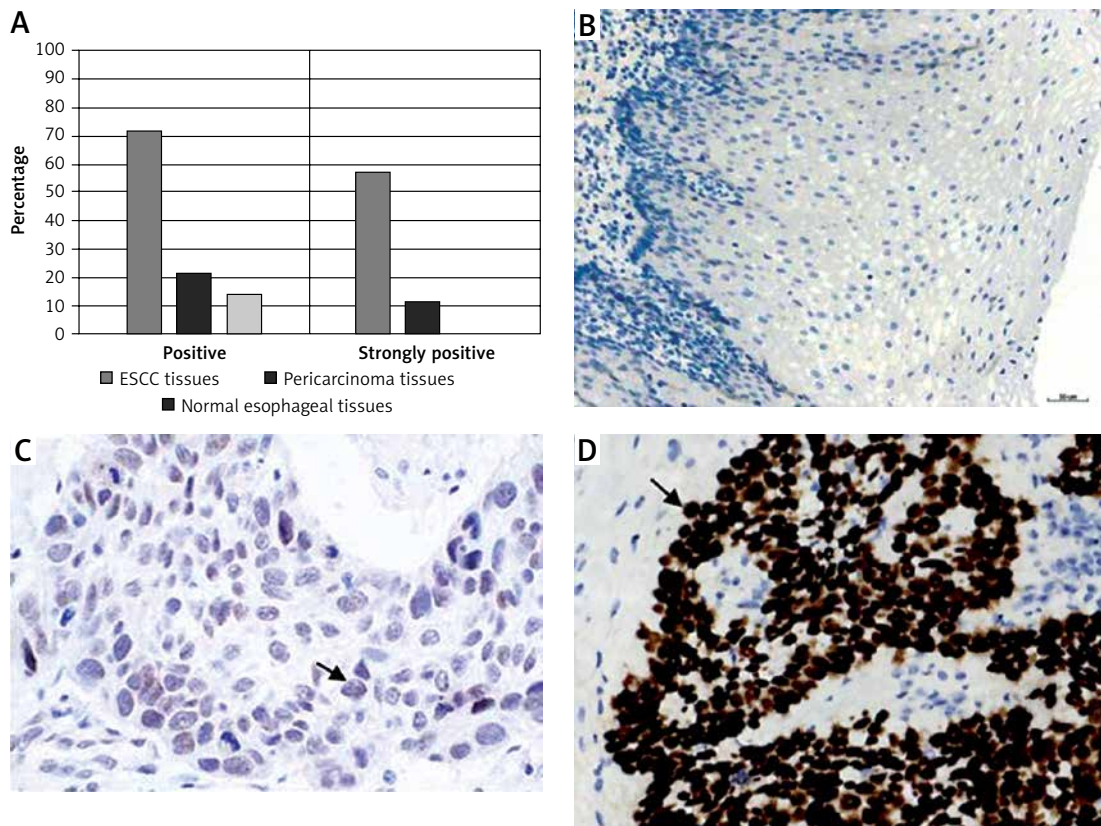 A
Percentage
100
90
80
70
60
50
40
30
20
10
0
Positive
Strongly positive
ESCC tissues
Pericarcinoma tissues
Normal esophageal tissues
B
C
D